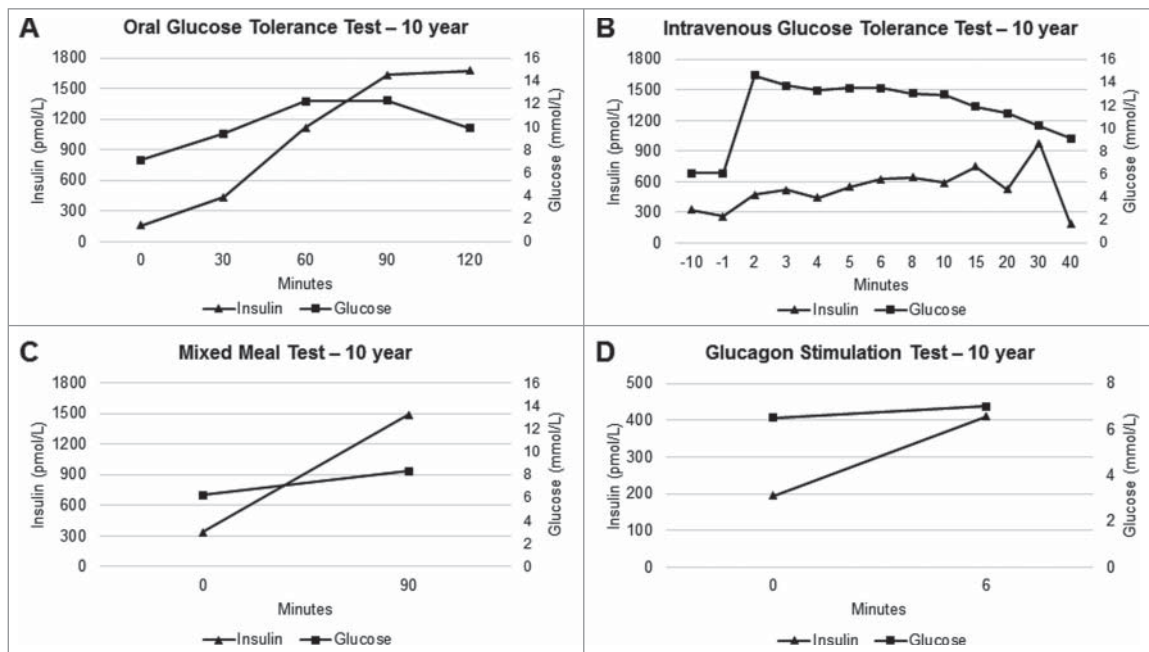 A
Oral Glucose Tolerance Test – 10 year
1800
1500
1200
900
600
300
0
16
14
12
10
8
6
4
2
0
Insulin (pmol/L)
Glucose (mmol/L)
0 30 60 90 120
Minutes
Insulin Glucose
B
Intravenous Glucose Tolerance Test – 10 year
1800
1500
1200
900
600
300
0
16
14
12
10
8
6
4
2
0
Insulin (pmol/L)
Glucose (mmol/L)
-10 -1 2 3 4 5 6 8 10 15 20 30 40
Minutes
Insulin Glucose
C
Mixed Meal Test – 10 year
1800
1500
1200
900
600
300
0
16
14
12
10
8
6
4
2
0
Insulin (pmol/L)
Glucose (mmol/L)
0 90
Minutes
Insulin Glucose
D
Glucagon Stimulation Test – 10 year
500
400
300
200
100
0
8
6
4
2
0
Insulin (pmol/L)
Glucose (mmol/L)
0 6
Minutes
Insulin Glucose